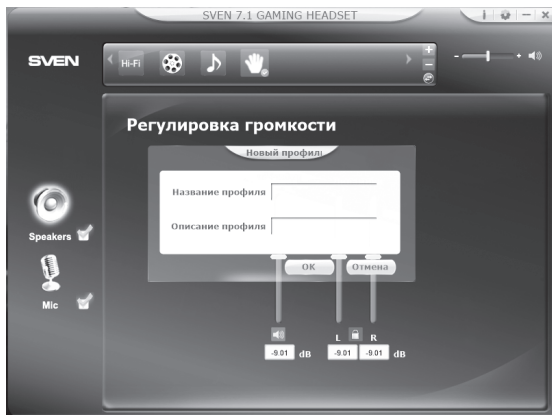 SVEN 7.1 GAMING HEADSET
SVEN
Hi-Fi
Регулировка громкости
Новый профиль
Название профиля
Описание профиля
OK Отмена
Speakers
Mic
L R
-9.01 dB -9.01 -9.01 dB